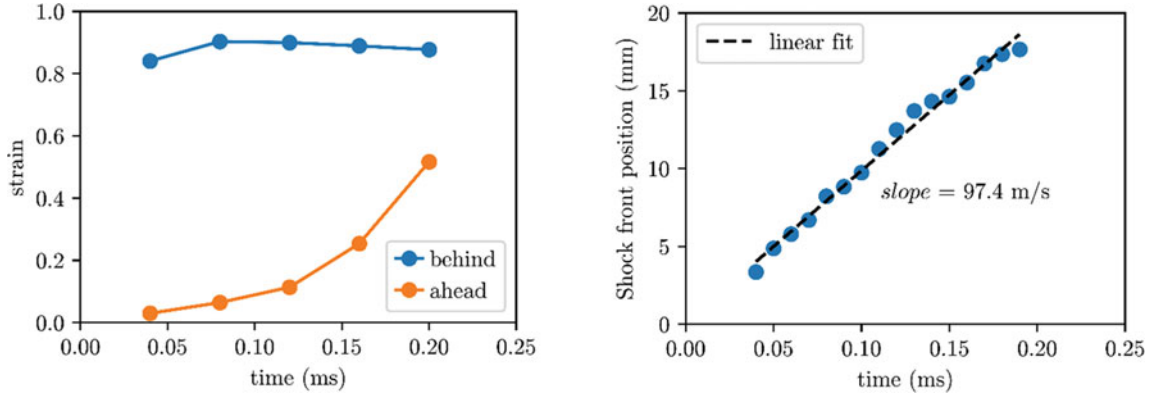 1.0
0.8
0.6
0.4
0.2
0.0
strain
behind
ahead
0.00 0.05 0.10 0.15 0.20 0.25
time (ms)
20
15
10
5
0
Shock front position (mm)
linear fit
slope = 97.4 m/s
0.00 0.05 0.10 0.15 0.20 0.25
time (ms)